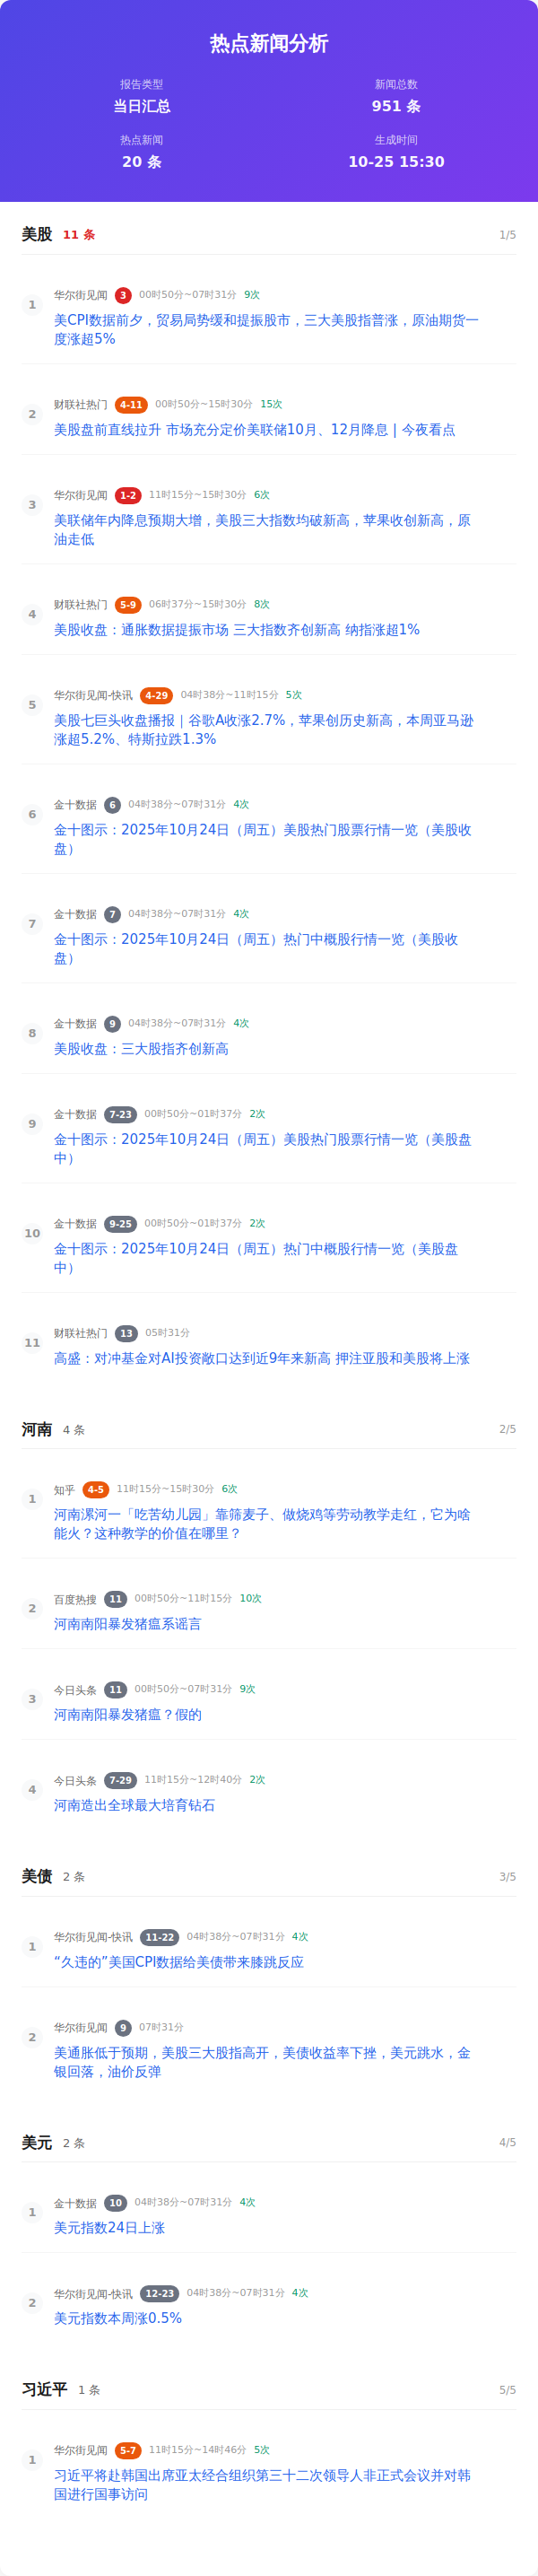 热点新闻分析
报告类型
当日汇总
新闻总数
951 条
热点新闻
20 条
生成时间
10-25 15:30
美股 11 条 1/5
1
华尔街见闻 3 00时50分~07时31分 9次
美CPI数据前夕，贸易局势缓和提振股市，三大美股指普涨，原油期货一
度涨超5%
2
财联社热门 4-11 00时50分~15时30分 15次
美股盘前直线拉升 市场充分定价美联储10月、12月降息 | 今夜看点
3
华尔街见闻 1-2 11时15分~15时30分 6次
美联储年内降息预期大增，美股三大指数均破新高，苹果收创新高，原
油走低
4
财联社热门 5-9 06时37分~15时30分 8次
美股收盘：通胀数据提振市场 三大指数齐创新高 纳指涨超1%
5
华尔街见闻-快讯 4-29 04时38分~11时15分 5次
美股七巨头收盘播报｜谷歌A收涨2.7%，苹果创历史新高，本周亚马逊
涨超5.2%、特斯拉跌1.3%
6
金十数据 6 04时38分~07时31分 4次
金十图示：2025年10月24日（周五）美股热门股票行情一览（美股收
盘）
7
金十数据 7 04时38分~07时31分 4次
金十图示：2025年10月24日（周五）热门中概股行情一览（美股收
盘）
8
金十数据 9 04时38分~07时31分 4次
美股收盘：三大股指齐创新高
9
金十数据 7-23 00时50分~01时37分 2次
金十图示：2025年10月24日（周五）美股热门股票行情一览（美股盘
中）
10
金十数据 9-25 00时50分~01时37分 2次
金十图示：2025年10月24日（周五）热门中概股行情一览（美股盘
中）
11
财联社热门 13 05时31分
高盛：对冲基金对AI投资敞口达到近9年来新高 押注亚股和美股将上涨
河南 4 条 2/5
1
知乎 4-5 11时15分~15时30分 6次
河南漯河一「吃苦幼儿园」靠筛麦子、做烧鸡等劳动教学走红，它为啥
能火？这种教学的价值在哪里？
2
百度热搜 11 00时50分~11时15分 10次
河南南阳暴发猪瘟系谣言
3
今日头条 11 00时50分~07时31分 9次
河南南阳暴发猪瘟？假的
4
今日头条 7-29 11时15分~12时40分 2次
河南造出全球最大培育钻石
美债 2 条 3/5
1
华尔街见闻-快讯 11-22 04时38分~07时31分 4次
“久违的”美国CPI数据给美债带来膝跳反应
2
华尔街见闻 9 07时31分
美通胀低于预期，美股三大股指高开，美债收益率下挫，美元跳水，金
银回落，油价反弹
美元 2 条 4/5
1
金十数据 10 04时38分~07时31分 4次
美元指数24日上涨
2
华尔街见闻-快讯 12-23 04时38分~07时31分 4次
美元指数本周涨0.5%
习近平 1 条 5/5
1
华尔街见闻 5-7 11时15分~14时46分 5次
习近平将赴韩国出席亚太经合组织第三十二次领导人非正式会议并对韩
国进行国事访问